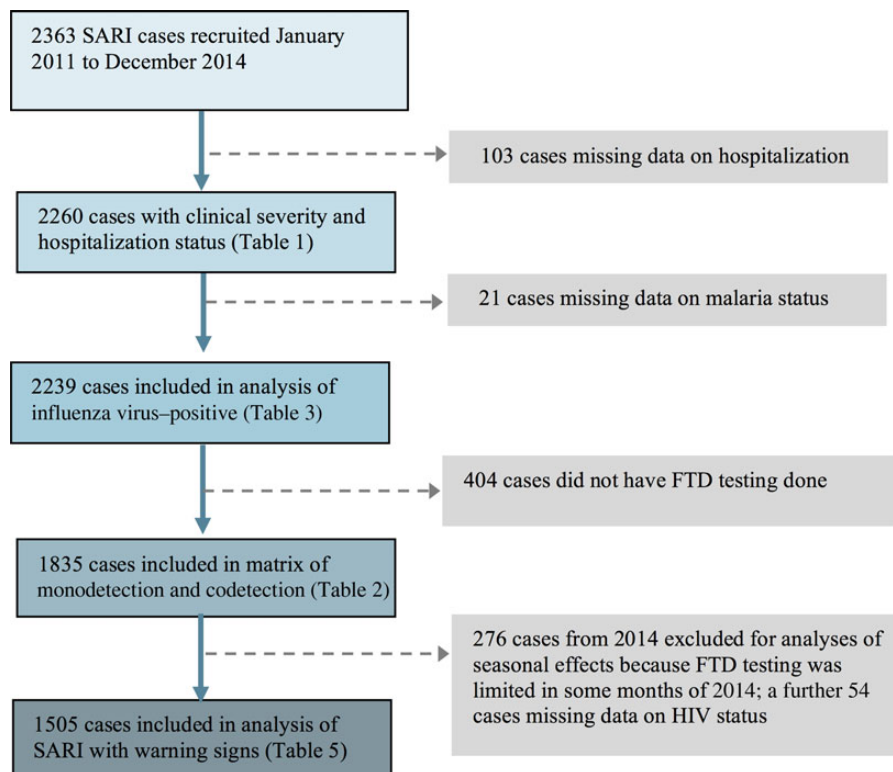 2363 SARI cases recruited January
2011 to December 2014
103 cases missing data on hospitalization
2260 cases with clinical severity and
hospitalization status (Table 1)
21 cases missing data on malaria status
2239 cases included in analysis of
influenza virus–positive (Table 3)
404 cases did not have FTD testing done
1835 cases included in matrix of
monodetection and codetection (Table 2)
276 cases from 2014 excluded for analyses of
seasonal effects because FTD testing was
limited in some months of 2014; a further 54
cases missing data on HIV status
1505 cases included in analysis of
SARI with warning signs (Table 5)